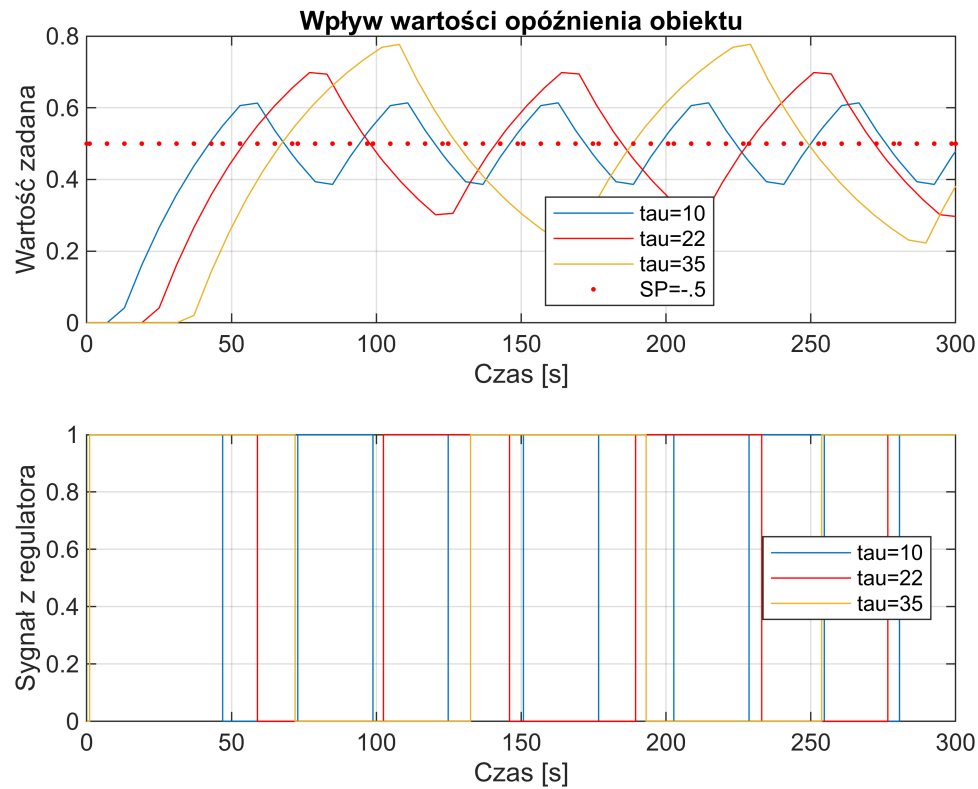 Wpływ wartości opóźnienia obiektu
Wartość zadana
0.8
0.6
0.4
0.2
0
tau=10
tau=22
tau=35
SP=-.5
0 50 100 150 200 250 300
Czas [s]
Sygnał z regulatora
1
0.8
0.6
0.4
0.2
0
tau=10
tau=22
tau=35
0 50 100 150 200 250 300
Czas [s]